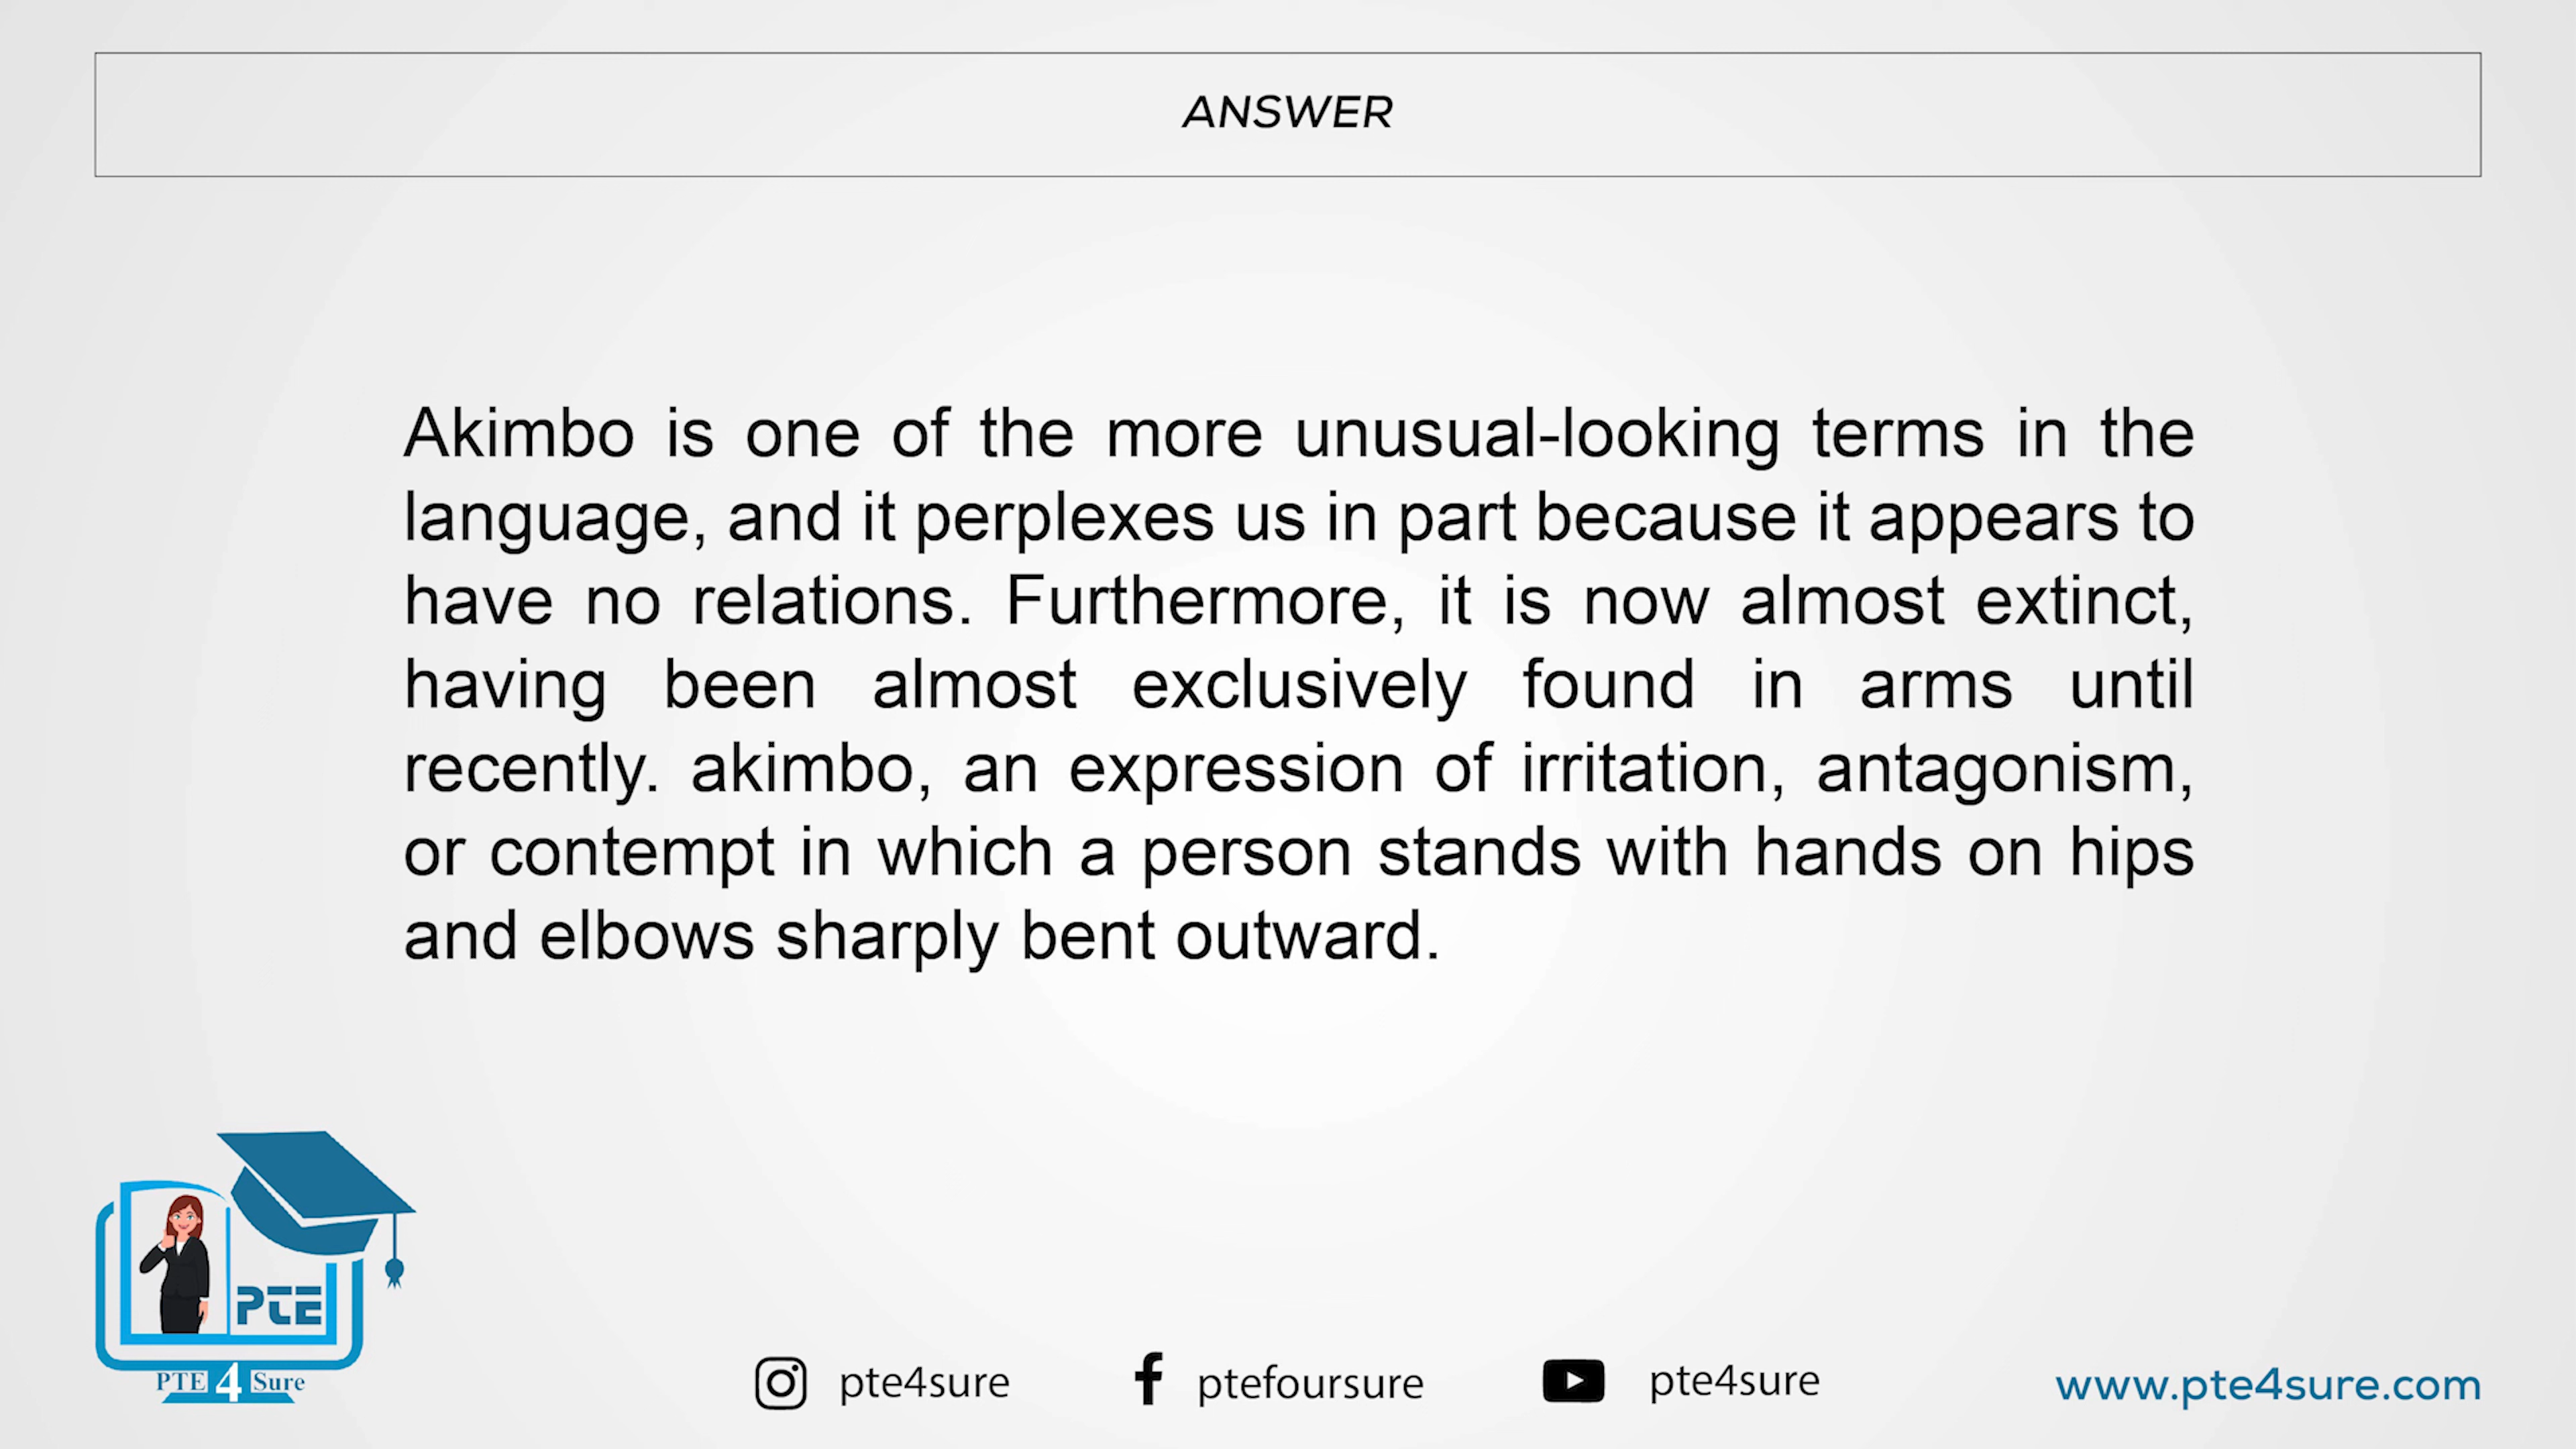 ANSWER
Akimbo is one of the more unusual-looking terms in the
language, and it perplexes us in part because it appears to
have no relations. Furthermore, it is now almost extinct,
having been almost exclusively found in arms until
recently. akimbo, an expression of irritation, antagonism,
or contempt in which a person stands with hands on hips
and elbows sharply bent outward.
PTE
PTE 4 Sure
pte4sure
ptefoursure
pte4sure
www.pte4sure.com